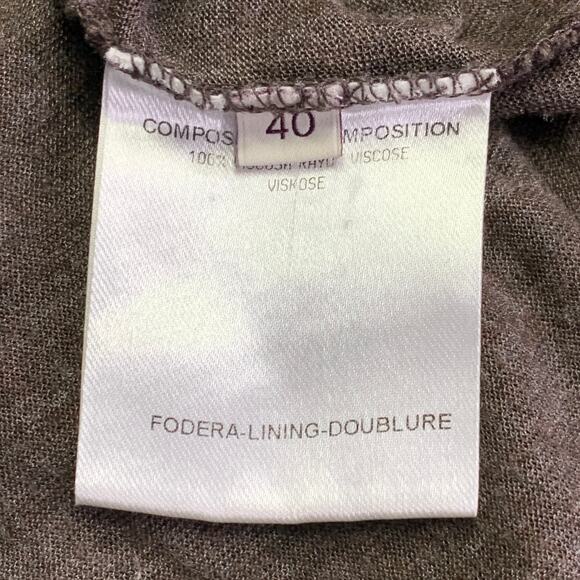 40
COMPOS MPOSITION
100% VISCOSE
VISKOSE
FODERA-LINING-DOUBLURE